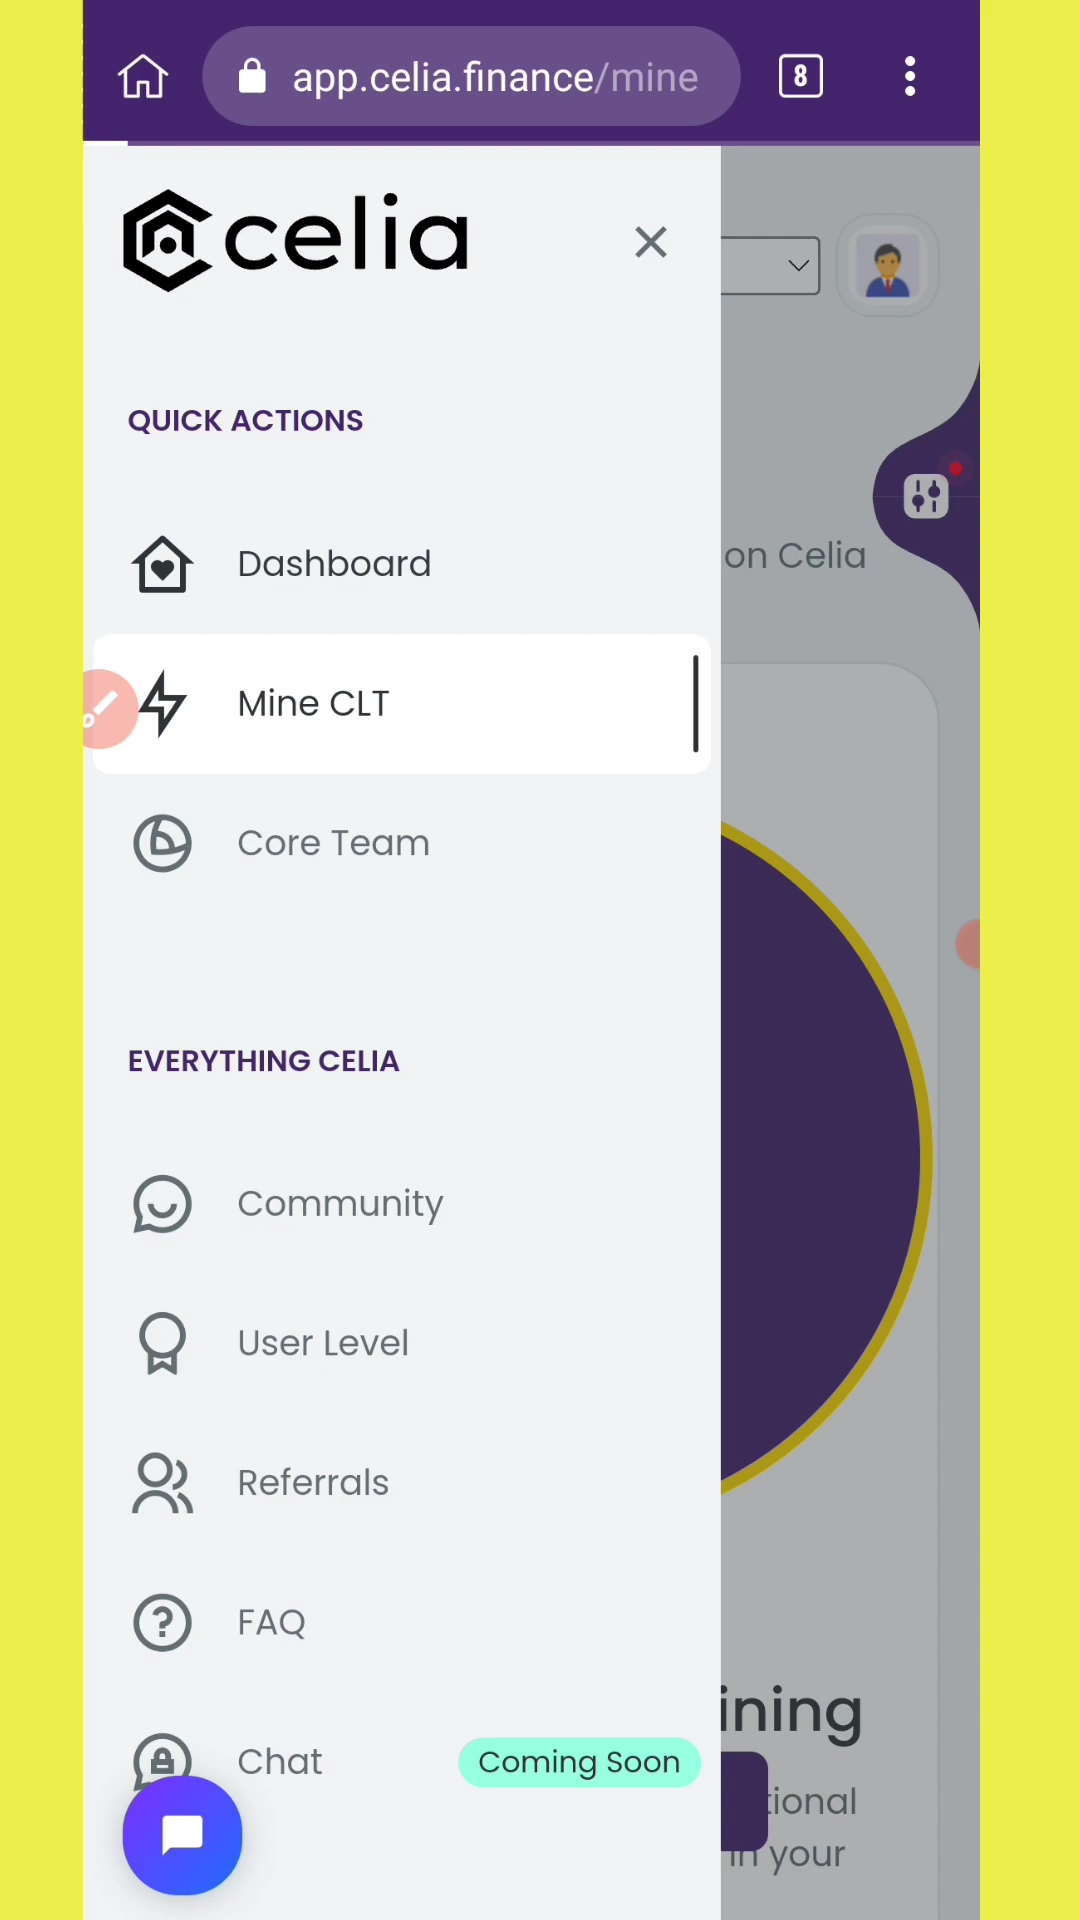 app.celia.finance/mine
8
celia
QUICK ACTIONS
Dashboard
on Celia
Mine CLT
Core Team
EVERYTHING CELIA
Community
User Level
Referrals
FAQ
ining
Chat
Coming Soon
tional
in your